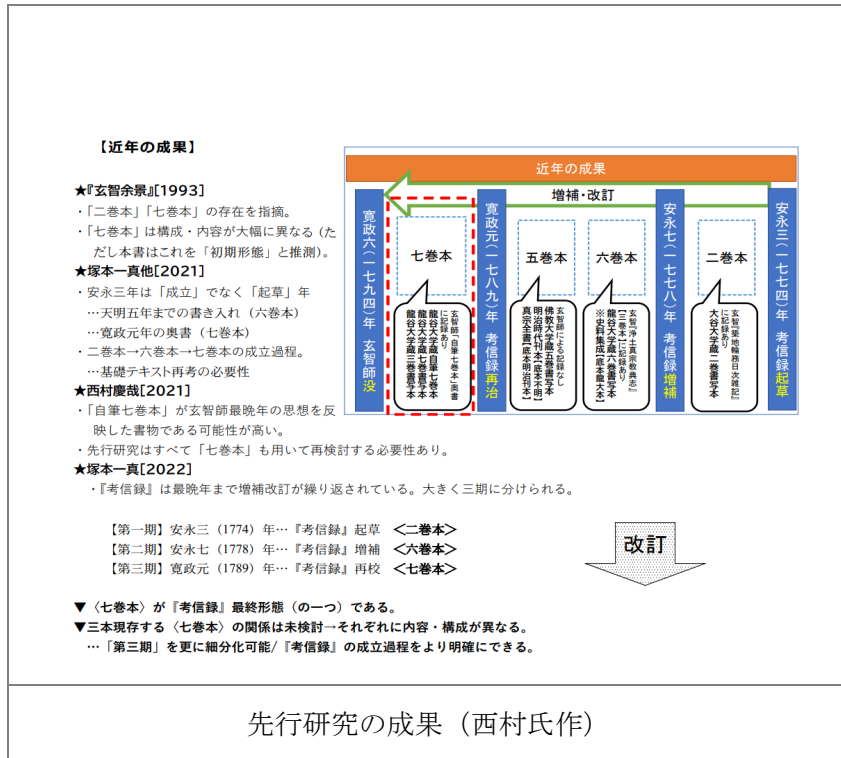 【近年の成果】
★『玄智余景』[1993]
・「二巻本」「七巻本」の存在を指摘。
・「七巻本」は構成・内容が大幅に異なる（た
だし本書はこれを「初期形態」と推測）。
★塚本一真他[2021]
・安永三年は「成立」でなく「起草」年
…天明五年までの書き入れ（六巻本）
…寛政元年の奥書（七巻本）
・二巻本→六巻本→七巻本の成立過程。
…基礎テキスト再考の必要性
★西村慶哉[2021]
・「自筆七巻本」が玄智師最晩年の思想を反
映した書物である可能性が高い。
・先行研究はすべて「七巻本」も用いて再検討する必要性あり。
★塚本一真[2022]
・『考信録』は最晩年まで増補改訂が繰り返されている。大きく三期に分けられる。
近年の成果
増補・改訂
安永三（一七七四）年 考信録起草
二巻本
玄智『築地輪務日次雑記』
に記録あり
大谷大学蔵二巻書写本
安永七（一七七八）年 考信録増補
六巻本
玄智『浄土真宗教典志』
【三巻本】に記録あり
龍谷大学蔵六巻書写本
※史料集成【底本龍大本】
五巻本
玄智師による記録なし
佛教大学蔵五巻書写本
明治時代刊本【底本不明】
真宗全書【底本明治刊本】
寛政元（一七八九）年 考信録再治
七巻本
玄智師「自筆七巻本」奥書
に記録あり
龍谷大学蔵自筆七巻本
龍谷大学蔵七巻書写本
龍谷大学蔵三巻書写本
寛政六（一七九四）年 玄智師没
【第一期】安永三（1774）年…『考信録』起草 ＜二巻本＞
【第二期】安永七（1778）年…『考信録』増補 ＜六巻本＞
【第三期】寛政元（1789）年…『考信録』再校 ＜七巻本＞
改訂
▼〈七巻本〉が『考信録』最終形態（の一つ）である。
▼三本現存する〈七巻本〉の関係は未検討→それぞれに内容・構成が異なる。
…「第三期」を更に細分化可能/『考信録』の成立過程をより明確にできる。
先行研究の成果（西村氏作）